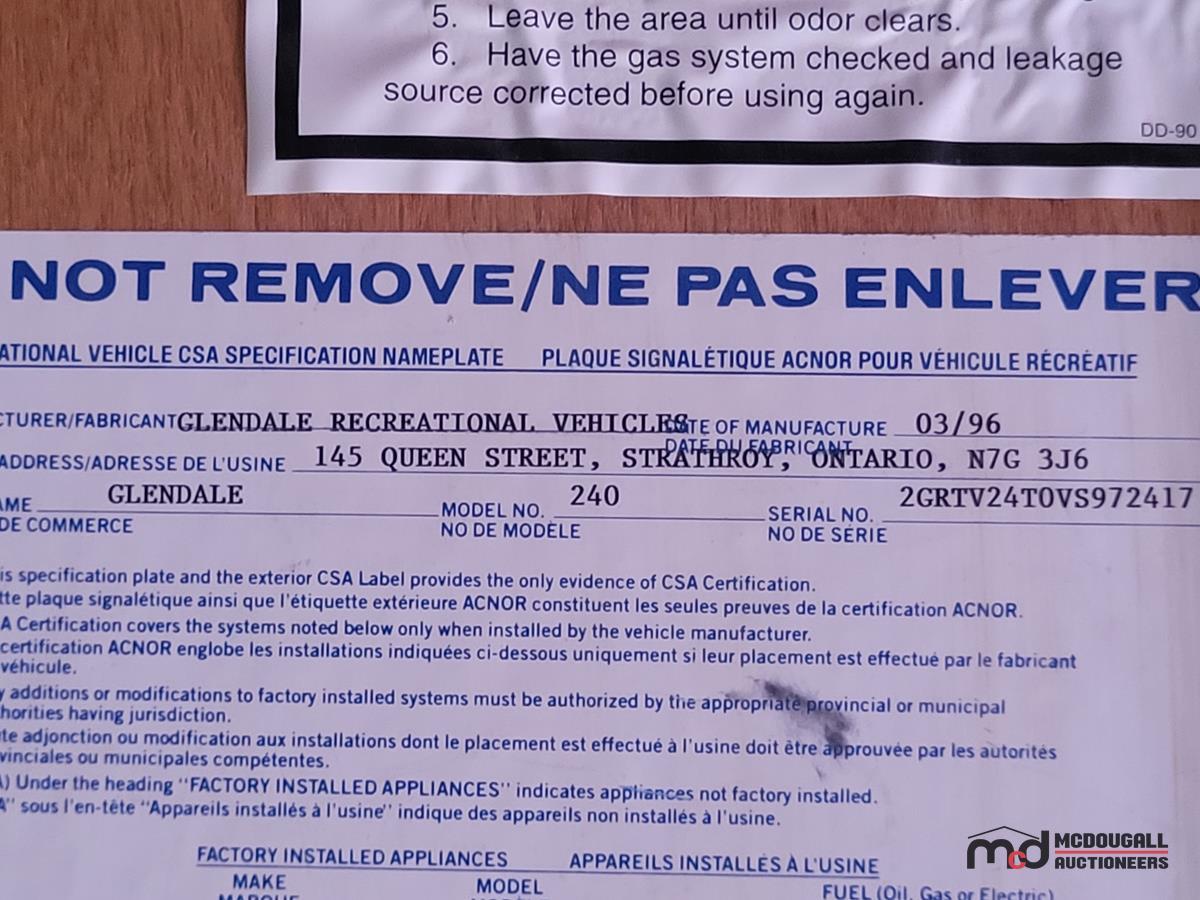 5. Leave the area until odor clears.
6. Have the gas system checked and leakage
source corrected before using again.
DD-90
NOT REMOVE/NE PAS ENLEVER
ATIONAL VEHICLE CSA SPECIFICATION NAMEPLATE PLAQUE SIGNALÉTIQUE ACNOR POUR VÉHICULE RÉCRÉATIF
CTURER/FABRICANT GLENDALE RECREATIONAL VEHICLES DATE OF MANUFACTURE 03/96
DATE DU FABRICANT
ADDRESS/ADRESSE DE L'USINE 145 QUEEN STREET, STRATHROY, ONTARIO, N7G 3J6
AME GLENDALE MODEL NO. 240 SERIAL NO. 2GRTV24T0VS972417
DE COMMERCE NO DE MODÈLE NO DE SÉRIE
is specification plate and the exterior CSA Label provides the only evidence of CSA Certification.
tte plaque signalétique ainsi que l'étiquette extérieure ACNOR constituent les seules preuves de la certification ACNOR.
A Certification covers the systems noted below only when installed by the vehicle manufacturer.
certification ACNOR englobe les installations indiquées ci-dessous uniquement si leur placement est effectué par le fabricant
véhicule.
y additions or modifications to factory installed systems must be authorized by the appropriate provincial or municipal
horities having jurisdiction.
te adjonction ou modification aux installations dont le placement est effectué à l'usine doit être approuvée par les autorités
vinciales ou municipales compétentes.
A) Under the heading "FACTORY INSTALLED APPLIANCES" indicates appliances not factory installed.
A" sous l'en-tête "Appareils installés à l'usine" indique des appareils non installés à l'usine.
FACTORY INSTALLED APPLIANCES APPAREILS INSTALLÉS À L'USINE
MAKE MODEL FUEL (Oil, Gas or Electric)
MARQUE
mcd MCDOUGALL
AUCTIONEERS